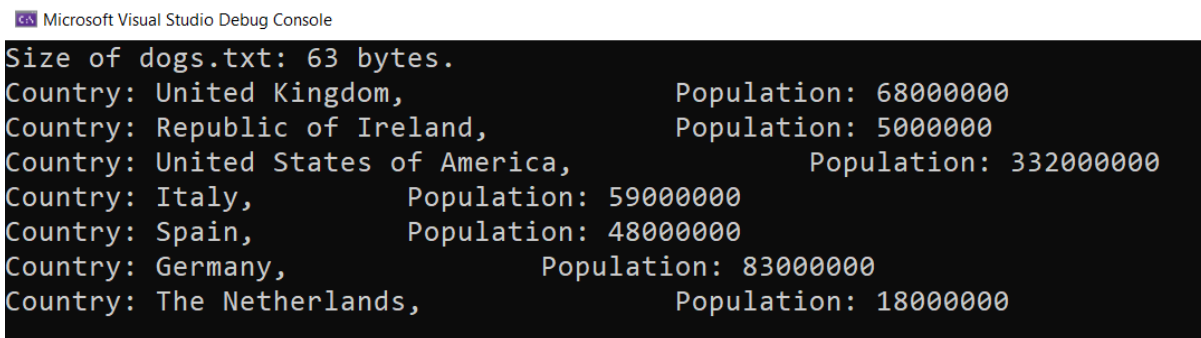 Microsoft Visual Studio Debug Console
Size of dogs.txt: 63 bytes.
Country: United Kingdom,                Population: 68000000
Country: Republic of Ireland,           Population: 5000000
Country: United States of America,              Population: 332000000
Country: Italy,         Population: 59000000
Country: Spain,         Population: 48000000
Country: Germany,               Population: 83000000
Country: The Netherlands,               Population: 18000000